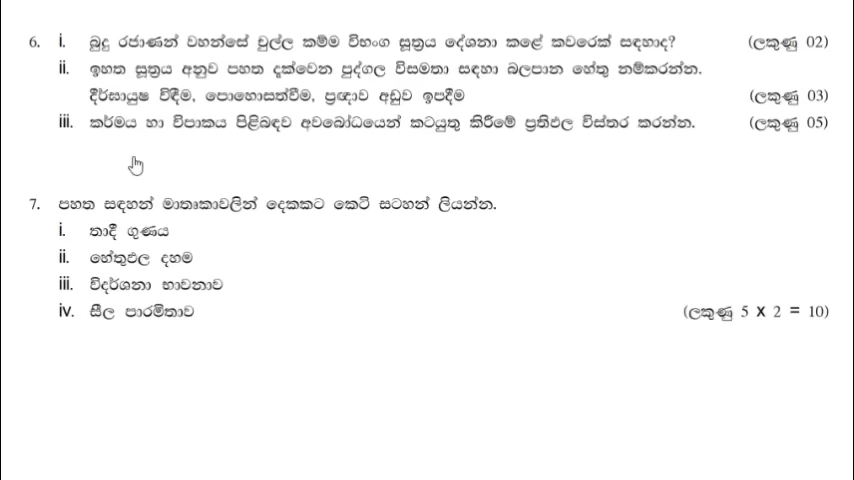 6. i. බුදු රජාණන් වහන්සේ චුල්ල කම්ම විභංග සූත්‍රය දේශනා කළේ කවරෙක් සඳහාද? (ලකුණු 02)
ii. ඉහත සූත්‍රය අනුව පහත දැක්වෙන පුද්ගල විසමතා සඳහා බලපාන හේතු නම්කරන්න.
දීර්ඝායුෂ විඳීම, පොහොසත්වීම, ප්‍රඥාව අඩුව ඉපදීම (ලකුණු 03)
iii. කර්මය හා විපාකය පිළිබඳව අවබෝධයෙන් කටයුතු කිරීමේ ප්‍රතිඵල විස්තර කරන්න. (ලකුණු 05)
7. පහත සඳහන් මාතෘකාවලින් දෙකකට කෙටි සටහන් ලියන්න.
i. තාදී ගුණය
ii. හේතුඵල දහම
iii. විදර්ශනා භාවනාව
iv. සීල පාරමිතාව (ලකුණු 5 x 2 = 10)